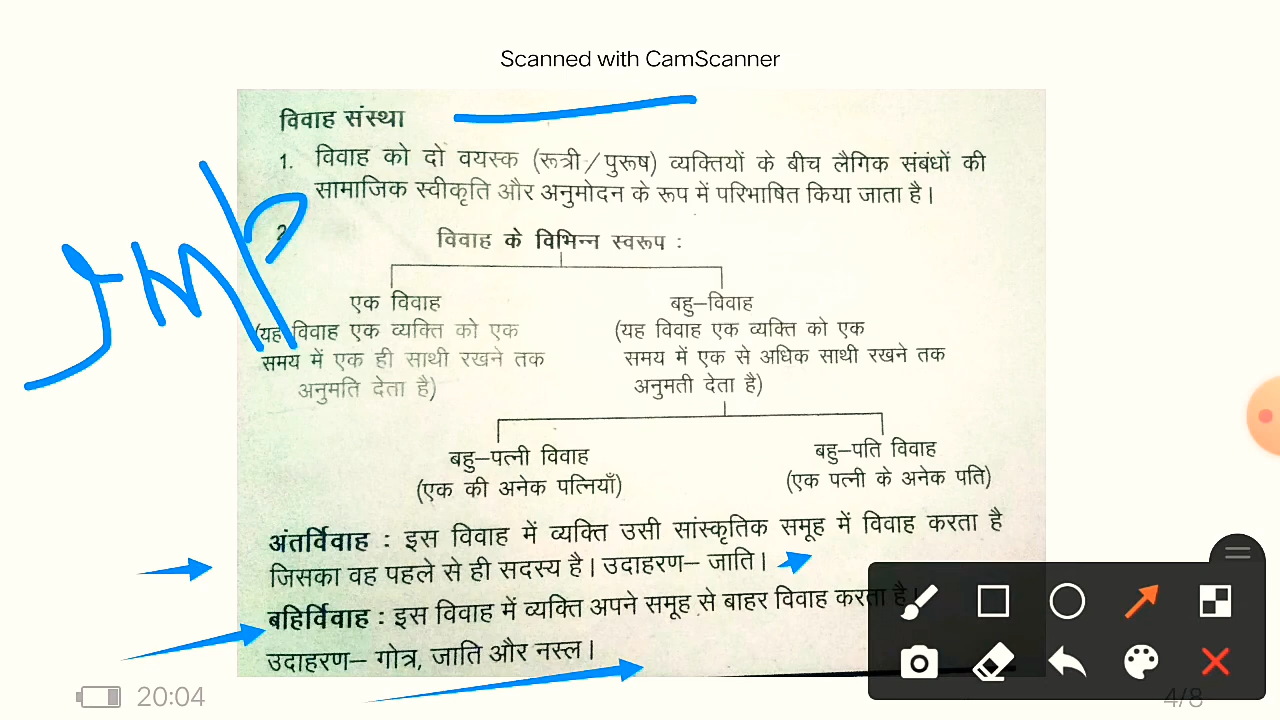 Scanned with CamScanner
विवाह संस्था
1. विवाह को दो वयस्क (रूत्री/पुरूष) व्यक्तियों के बीच लैगिक संबंधों की
सामाजिक स्वीकृति और अनुमोदन के रूप में परिभाषित किया जाता है।
2. विवाह के विभिन्न स्वरूप :
एक विवाह
(यह विवाह एक व्यक्ति को एक
समय में एक ही साथी रखने तक
अनुमति देता है)
बहु–विवाह
(यह विवाह एक व्यक्ति को एक
समय में एक से अधिक साथी रखने तक
अनुमती देता है)
बहु–पत्नी विवाह
(एक की अनेक पत्नियाँ)
बहु–पति विवाह
(एक पत्नी के अनेक पति)
अंतर्विवाह : इस विवाह में व्यक्ति उसी सांस्कृतिक समूह में विवाह करता है
जिसका वह पहले से ही सदस्य है। उदाहरण– जाति।
बहिर्विवाह : इस विवाह में व्यक्ति अपने समूह से बाहर विवाह करता है।
उदाहरण– गोत्र, जाति और नस्ल।
IMP
20:04
4/8